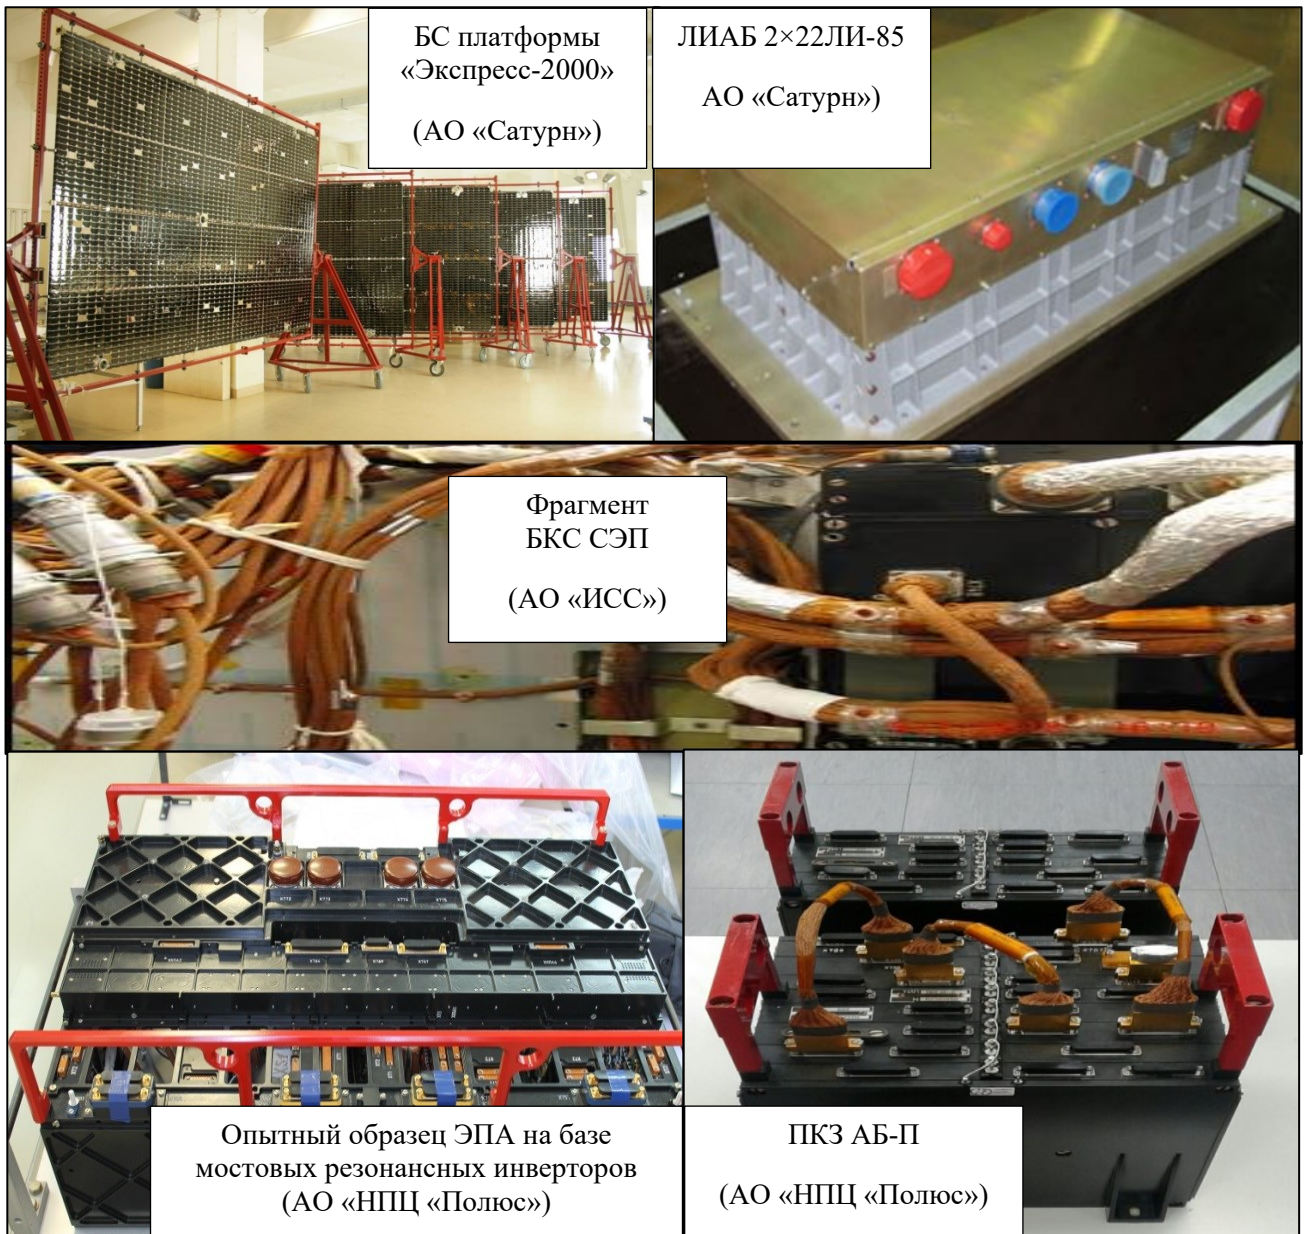 БС платформы
«Экспресс-2000»
(АО «Сатурн»)
ЛИАБ 2×22ЛИ-85
АО «Сатурн»)
Фрагмент
БКС СЭП
(АО «ИСС»)
Опытный образец ЭПА на базе
мостовых резонансных инверторов
(АО «НПЦ «Полюс»)
ПКЗ АБ-П
(АО «НПЦ «Полюс»)